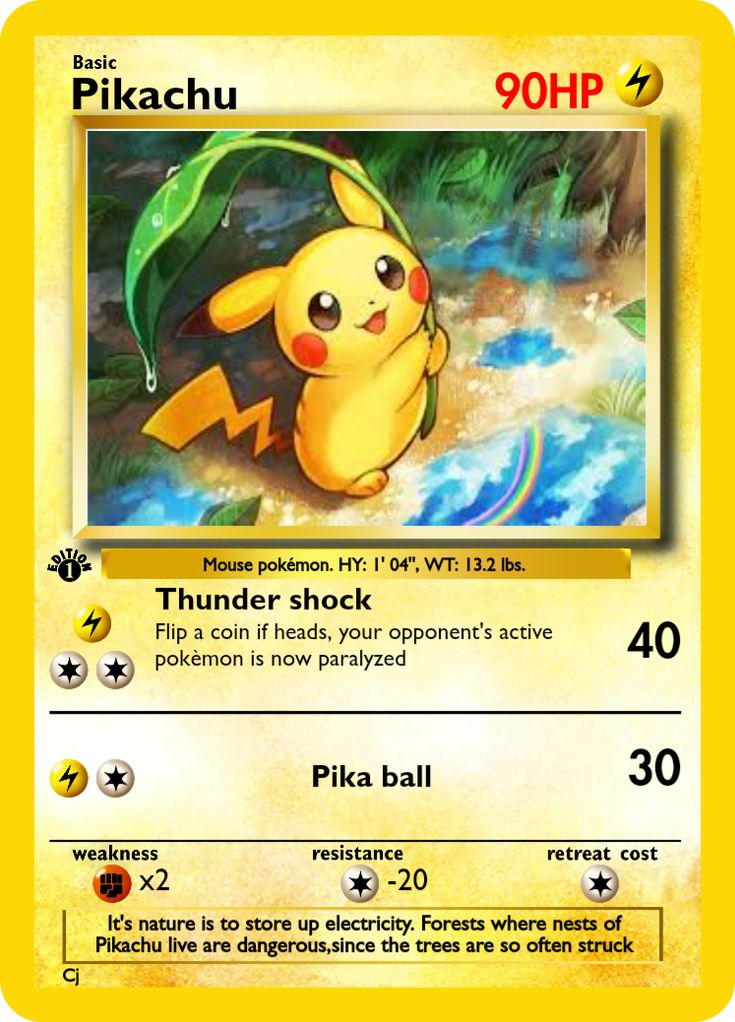 Basic
Pikachu
90HP
EDITION
1
Mouse pokémon. HY: 1' 04", WT: 13.2 lbs.
Thunder shock
Flip a coin if heads, your opponent's active
pokèmon is now paralyzed
40
Pika ball
30
weakness
resistance
retreat cost
x2
-20
It's nature is to store up electricity. Forests where nests of
Pikachu live are dangerous,since the trees are so often struck
Cj